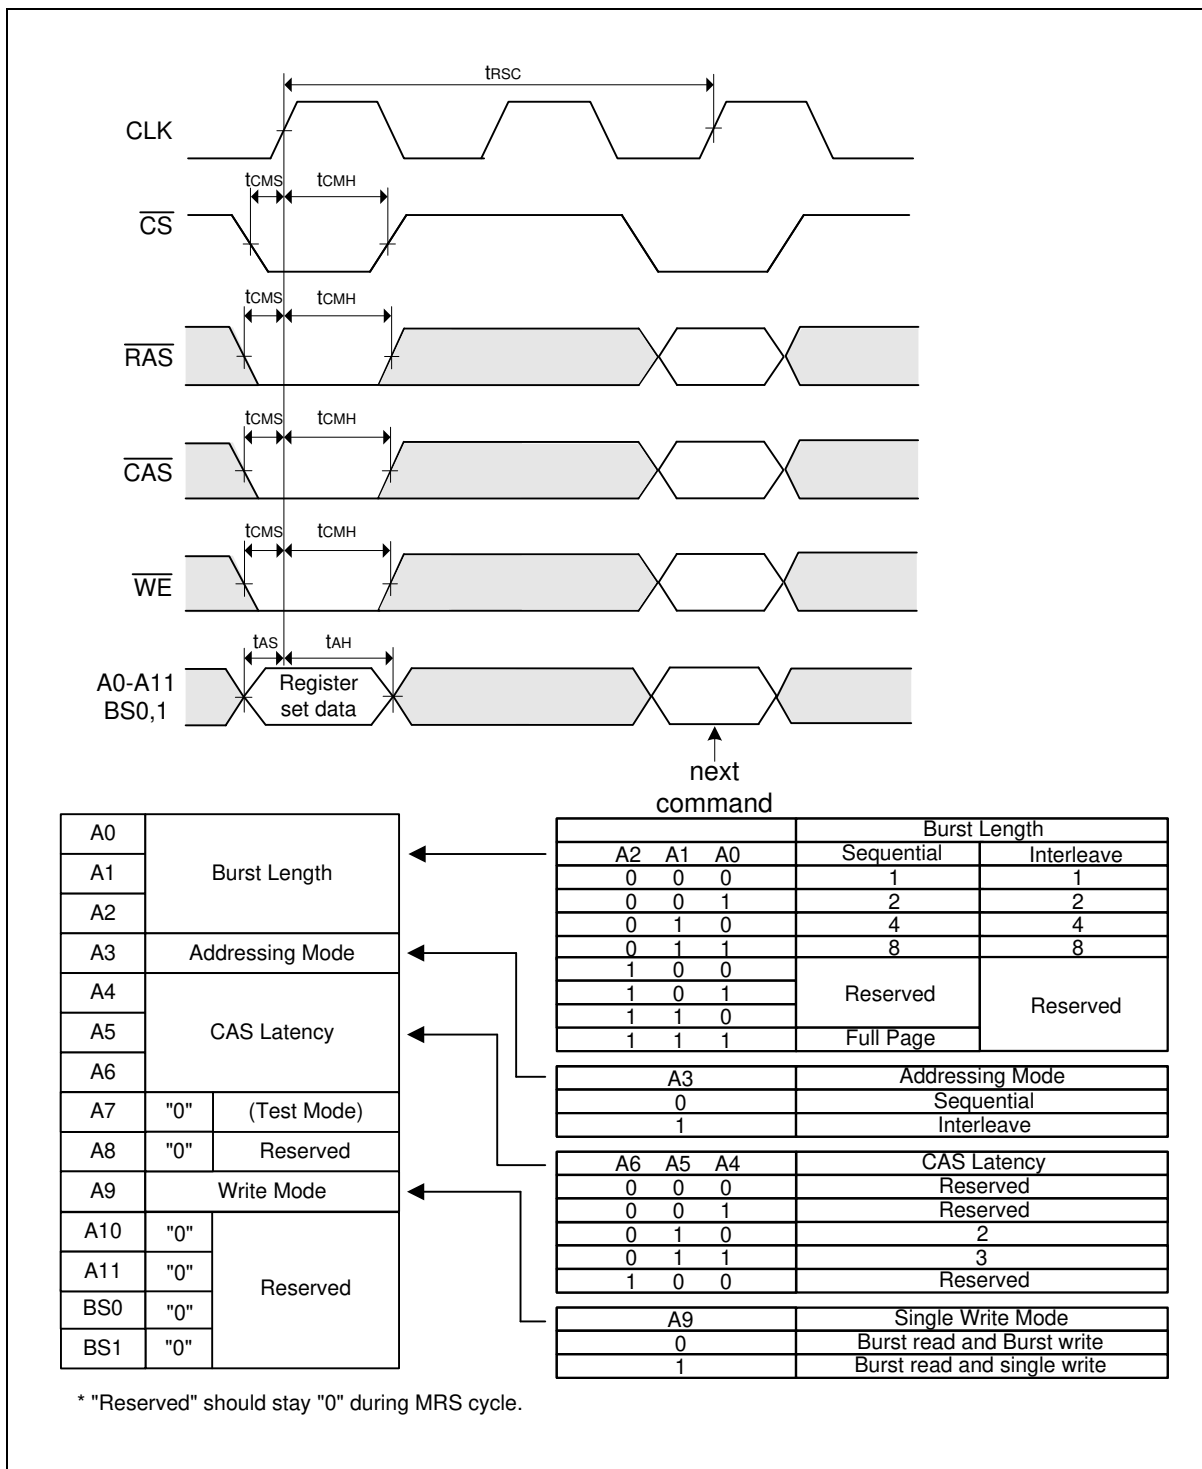 tRSC
CLK
tCMS tCMH
CS
tCMS tCMH
RAS
tCMS tCMH
CAS
tCMS tCMH
WE
tAS tAH
A0-A11
BS0,1
Register
set data
next
command
A0
A1 Burst Length
A2
A3 Addressing Mode
A4
A5 CAS Latency
A6
A7 "0" (Test Mode)
A8 "0" Reserved
A9 Write Mode
A10 "0"
A11 "0"
Reserved
BS0 "0"
BS1 "0"
Burst Length
A2 A1 A0 Sequential Interleave
0 0 0 1 1
0 0 1 2 2
0 1 0 4 4
0 1 1 8 8
1 0 0
1 0 1 Reserved
Reserved
1 1 0
1 1 1 Full Page
A3 Addressing Mode
0 Sequential
1 Interleave
A6 A5 A4 CAS Latency
0 0 0 Reserved
0 0 1 Reserved
0 1 0 2
0 1 1 3
1 0 0 Reserved
A9 Single Write Mode
0 Burst read and Burst write
1 Burst read and single write
* "Reserved" should stay "0" during MRS cycle.